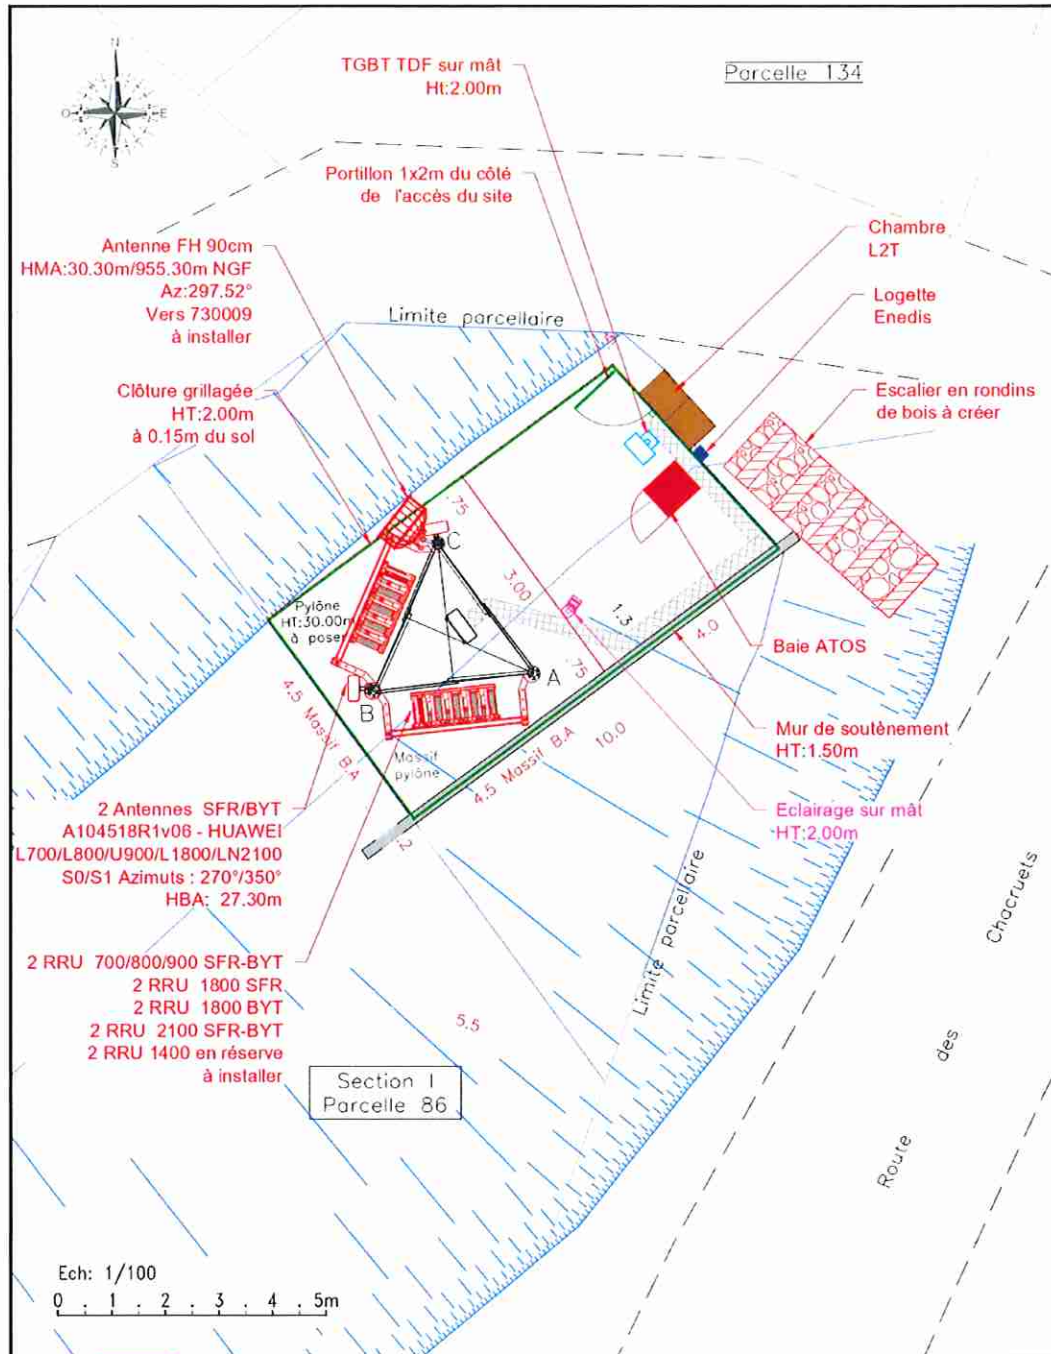 N
O
E
S
TGBT TDF sur mât
Ht:2.00m
Parcelle 134
Portillon 1x2m du côté
de l'accès du site
Antenne FH 90cm
HMA:30.30m/955.30m NGF
Az:297.52°
Vers 730009
à installer
Chambre
L2T
Logette
Enedis
Limite parcellaire
Clôture grillagée
HT:2.00m
à 0.15m du sol
Escalier en rondins
de bois à créer
.75
C
3.00
Pylône
HT:30.00m
à poser
1.3
4.0
Baie ATOS
.75
A
B
4.5 Massif B.A
Massif
pylône
4.5 Massif B.A
10.0
Mur de soutènement
HT:1.50m
2 Antennes SFR/BYT
A104518R1v06 - HUAWEI
L700/L800/U900/L1800/LN2100
S0/S1 Azimuts : 270°/350°
HBA: 27.30m
Eclairage sur mât
HT:2.00m
.2
Limite parcellaire
2 RRU 700/800/900 SFR-BYT
2 RRU 1800 SFR
2 RRU 1800 BYT
2 RRU 2100 SFR-BYT
2 RRU 1400 en réserve
à installer
5.5
Section I
Parcelle 86
Route des Chacruets
Ech: 1/100
0 . 1 . 2 . 3 . 4 . 5m